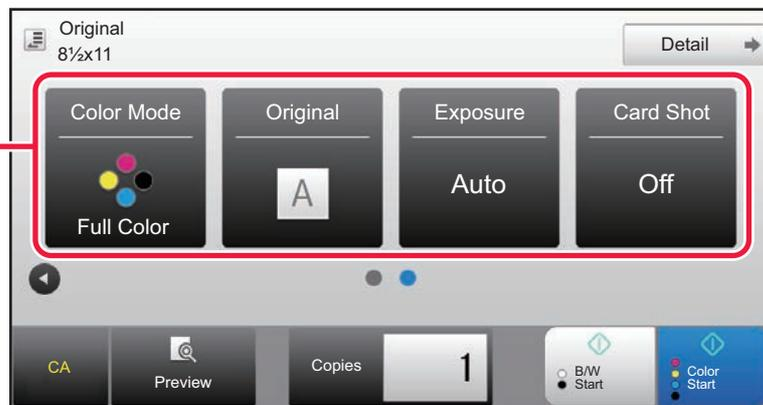 Original
8½x11
Detail
Color Mode
Full Color
Original
A
Exposure
Auto
Card Shot
Off
CA
Preview
Copies
1
B/W
Start
Color
Start